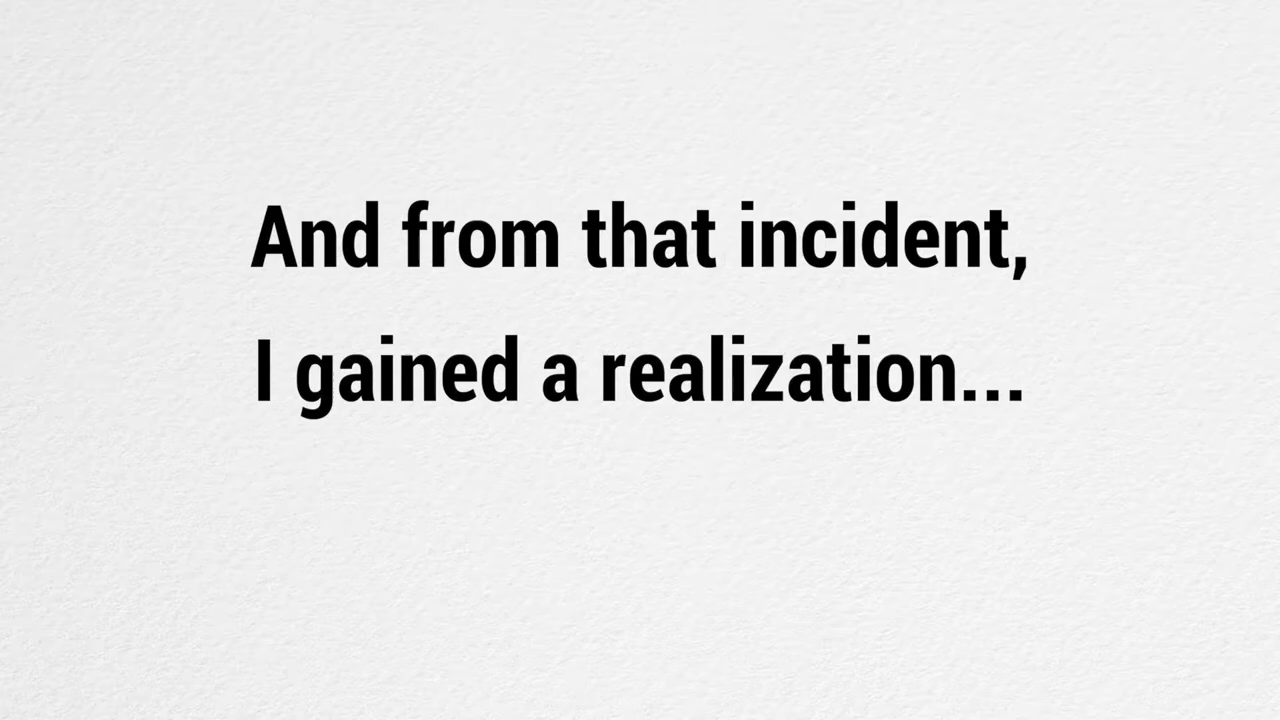 And from that incident,
I gained a realization...